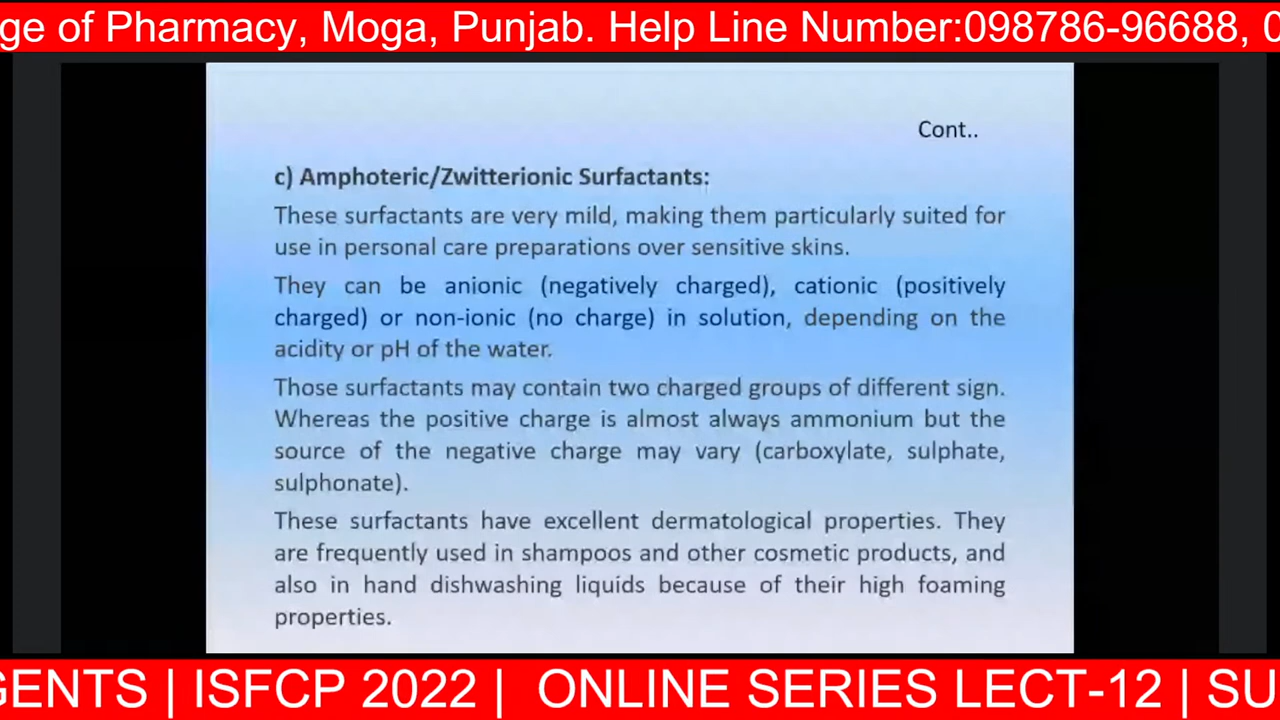 ge of Pharmacy, Moga, Punjab. Help Line Number:098786-96688, 0
Cont..
c) Amphoteric/Zwitterionic Surfactants:
These surfactants are very mild, making them particularly suited for
use in personal care preparations over sensitive skins.
They can be anionic (negatively charged), cationic (positively
charged) or non-ionic (no charge) in solution, depending on the
acidity or pH of the water.
Those surfactants may contain two charged groups of different sign.
Whereas the positive charge is almost always ammonium but the
source of the negative charge may vary (carboxylate, sulphate,
sulphonate).
These surfactants have excellent dermatological properties. They
are frequently used in shampoos and other cosmetic products, and
also in hand dishwashing liquids because of their high foaming
properties.
GENTS | ISFCP 2022 | ONLINE SERIES LECT-12 | SU